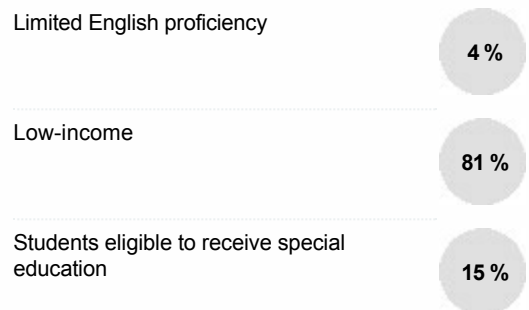 Limited English proficiency
4 %
Low-income
81 %
Students eligible to receive special
education
15 %